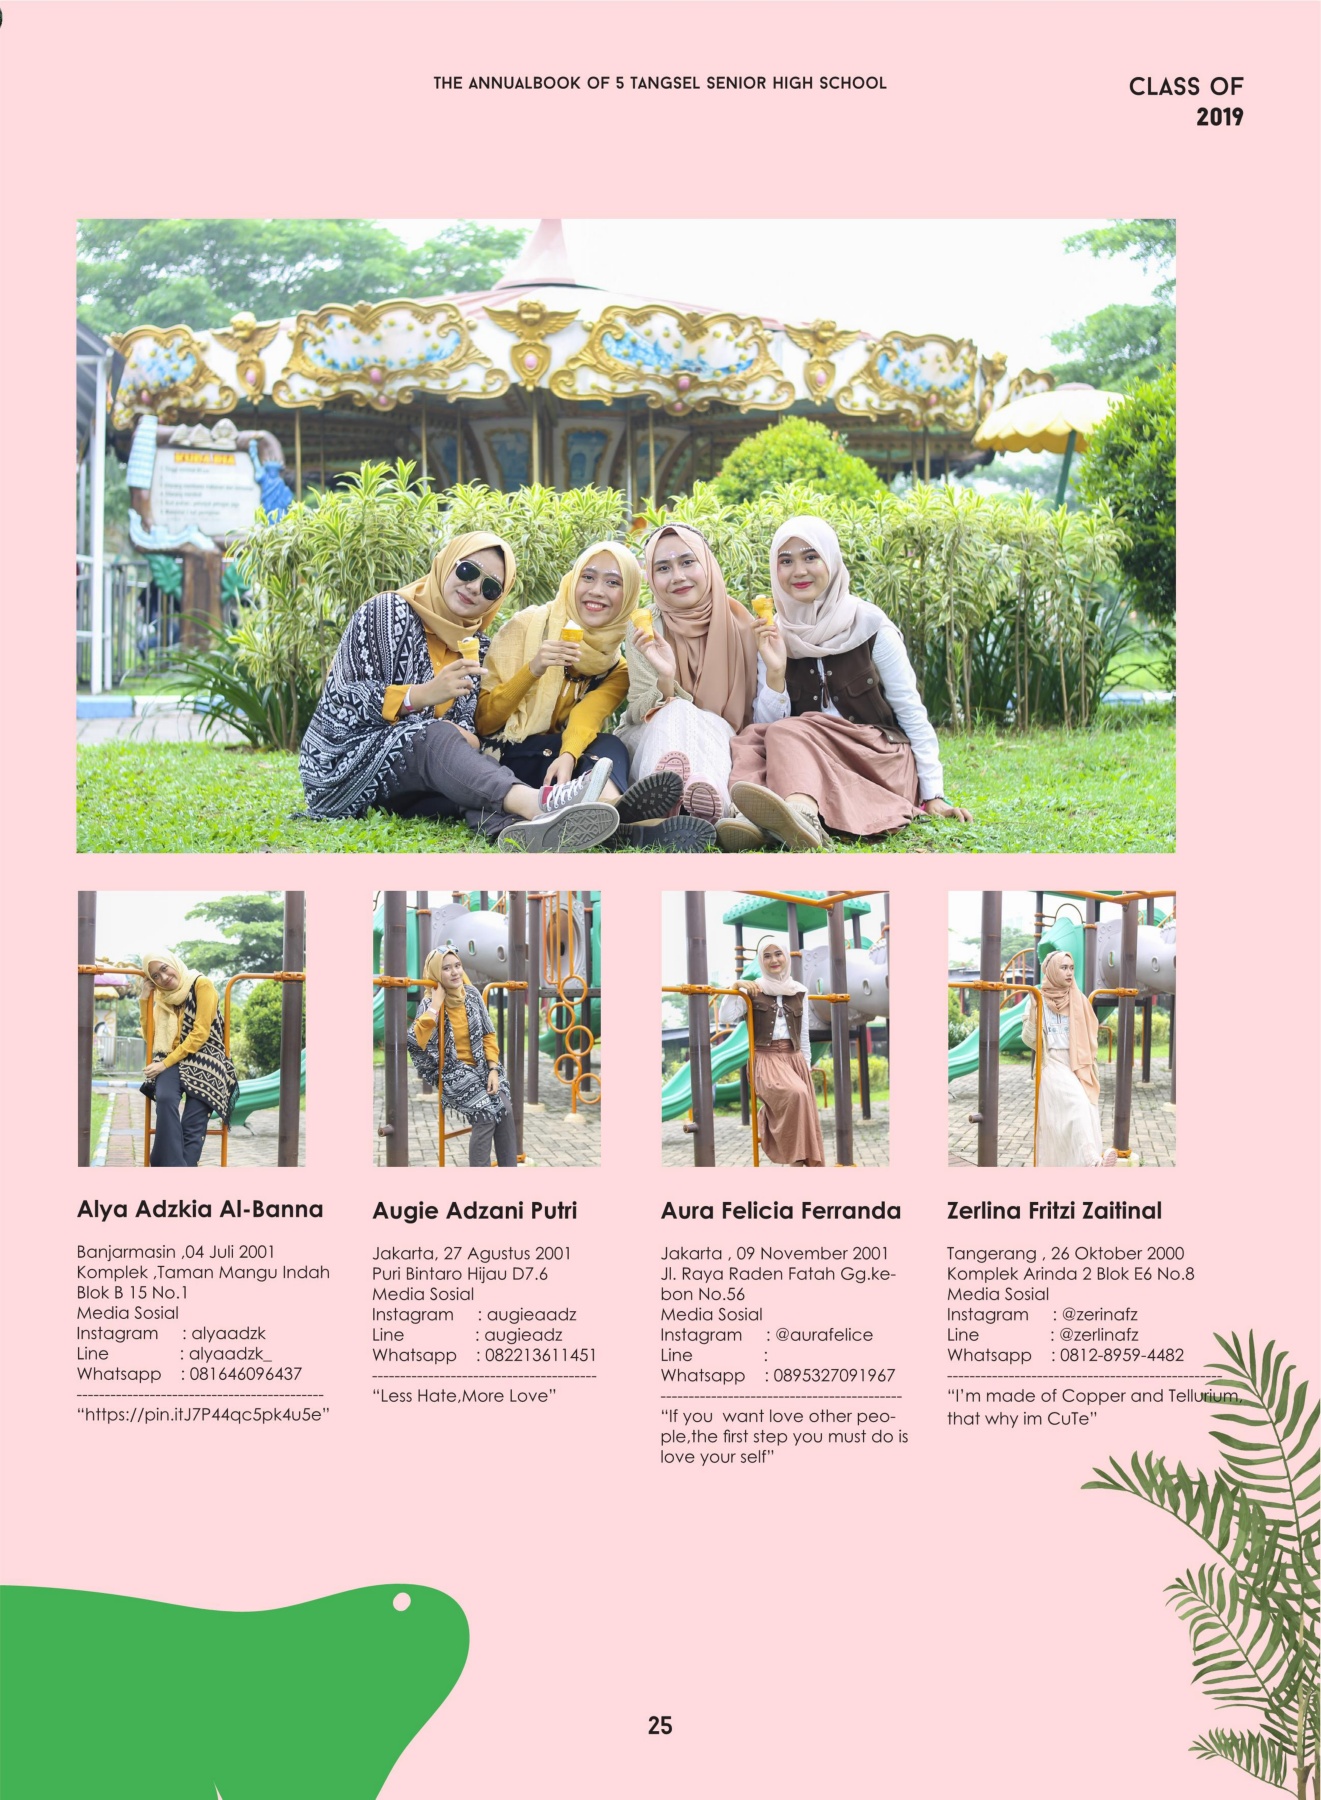 THE ANNUALBOOK OF 5 TANGSEL SENIOR HIGH SCHOOL
CLASS OF
2019
KUDA RIA
Alya Adzkia Al-Banna
Banjarmasin ,04 Juli 2001
Komplek ,Taman Mangu Indah
Blok B 15 No.1
Media Sosial
Instagram : alyaadzk
Line : alyaadzk_
Whatsapp : 081646096437
--------------------------------------------
“https://pin.itJ7P44qc5pk4u5e”
Augie Adzani Putri
Jakarta, 27 Agustus 2001
Puri Bintaro Hijau D7.6
Media Sosial
Instagram : augieaadz
Line : augieadz
Whatsapp : 082213611451
----------------------------------------
“Less Hate,More Love”
Aura Felicia Ferranda
Jakarta , 09 November 2001
Jl. Raya Raden Fatah Gg.ke-
bon No.56
Media Sosial
Instagram : @aurafelice
Line :
Whatsapp : 0895327091967
-------------------------------------------
“If you want love other peo-
ple,the first step you must do is
love your self”
Zerlina Fritzi Zaitinal
Tangerang , 26 Oktober 2000
Komplek Arinda 2 Blok E6 No.8
Media Sosial
Instagram : @zerinafz
Line : @zerlinafz
Whatsapp : 0812-8959-4482
-------------------------------------------------
“I’m made of Copper and Tellurium,
that why im CuTe”
25